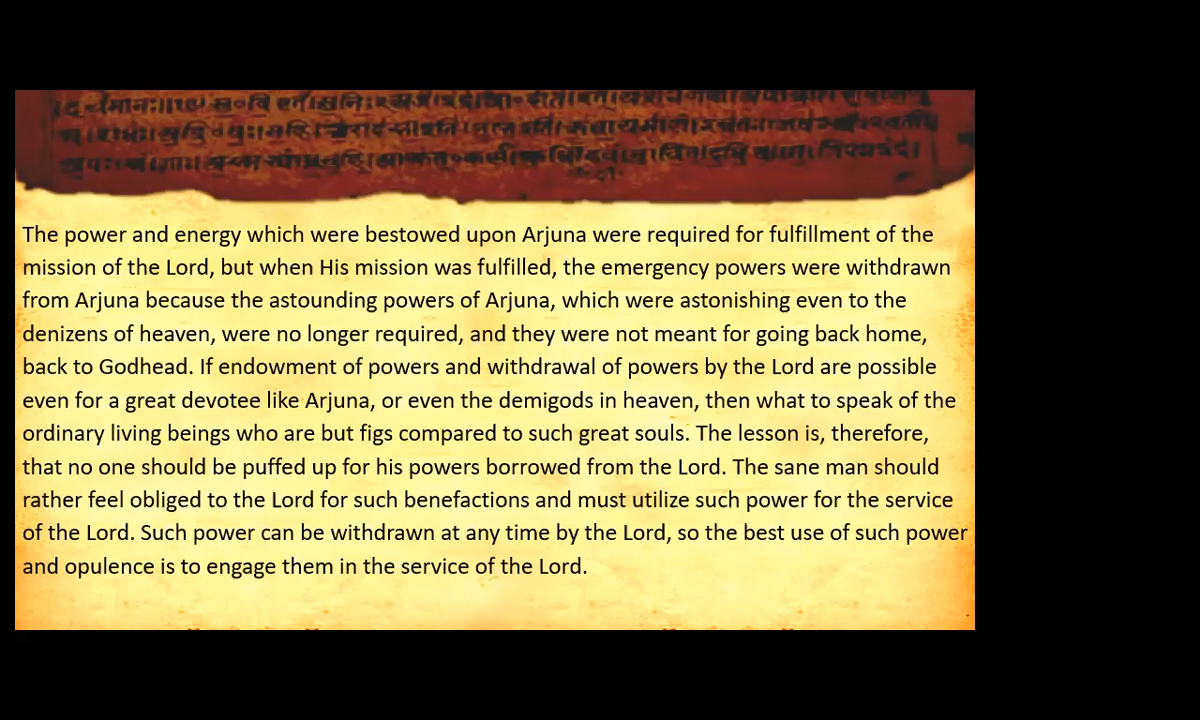 The power and energy which were bestowed upon Arjuna were required for fulfillment of the
mission of the Lord, but when His mission was fulfilled, the emergency powers were withdrawn
from Arjuna because the astounding powers of Arjuna, which were astonishing even to the
denizens of heaven, were no longer required, and they were not meant for going back home,
back to Godhead. If endowment of powers and withdrawal of powers by the Lord are possible
even for a great devotee like Arjuna, or even the demigods in heaven, then what to speak of the
ordinary living beings who are but figs compared to such great souls. The lesson is, therefore,
that no one should be puffed up for his powers borrowed from the Lord. The sane man should
rather feel obliged to the Lord for such benefactions and must utilize such power for the service
of the Lord. Such power can be withdrawn at any time by the Lord, so the best use of such power
and opulence is to engage them in the service of the Lord.